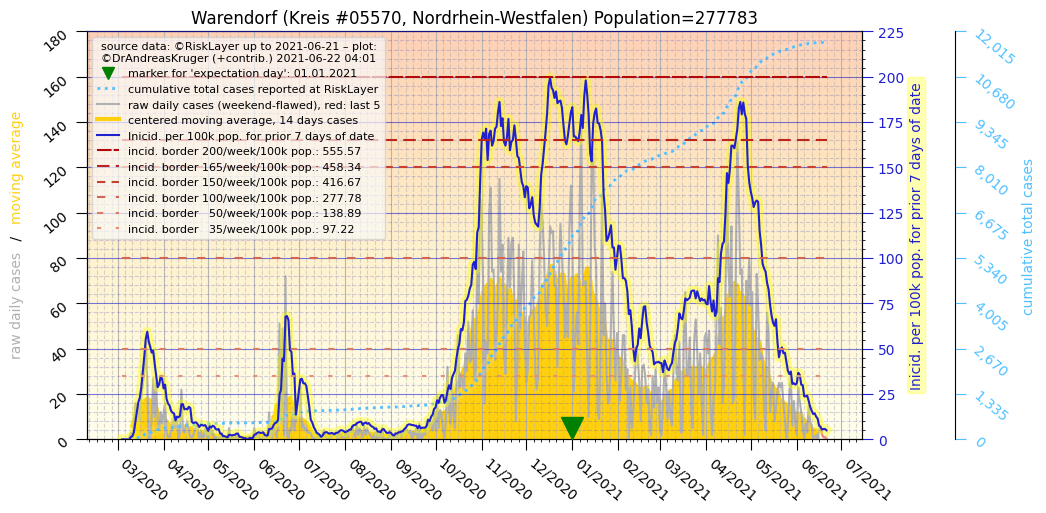 Warendorf (Kreis #05570, Nordrhein-Westfalen) Population=277783
source data: ©RiskLayer up to 2021-06-21 – plot:
©DrAndreasKruger (+contrib.) 2021-06-22 04:01
marker for 'expectation day': 01.01.2021
cumulative total cases reported at RiskLayer
raw daily cases (weekend-flawed), red: last 5
centered moving average, 14 days cases
Inicid. per 100k pop. for prior 7 days of date
incid. border 200/week/100k pop.: 555.57
incid. border 165/week/100k pop.: 458.34
incid. border 150/week/100k pop.: 416.67
incid. border 100/week/100k pop.: 277.78
incid. border 50/week/100k pop.: 138.89
incid. border 35/week/100k pop.: 97.22
raw daily cases / moving average
180
160
140
120
100
80
60
40
20
0
03/2020
04/2020
05/2020
06/2020
07/2020
08/2020
09/2020
10/2020
11/2020
12/2020
01/2021
02/2021
03/2021
04/2021
05/2021
06/2021
07/2021
225
200
175
150
125
100
75
50
25
0
Inicid. per 100k pop. for prior 7 days of date
12,015
10,680
9,345
8,010
6,675
5,340
4,005
2,670
1,335
0
cumulative total cases